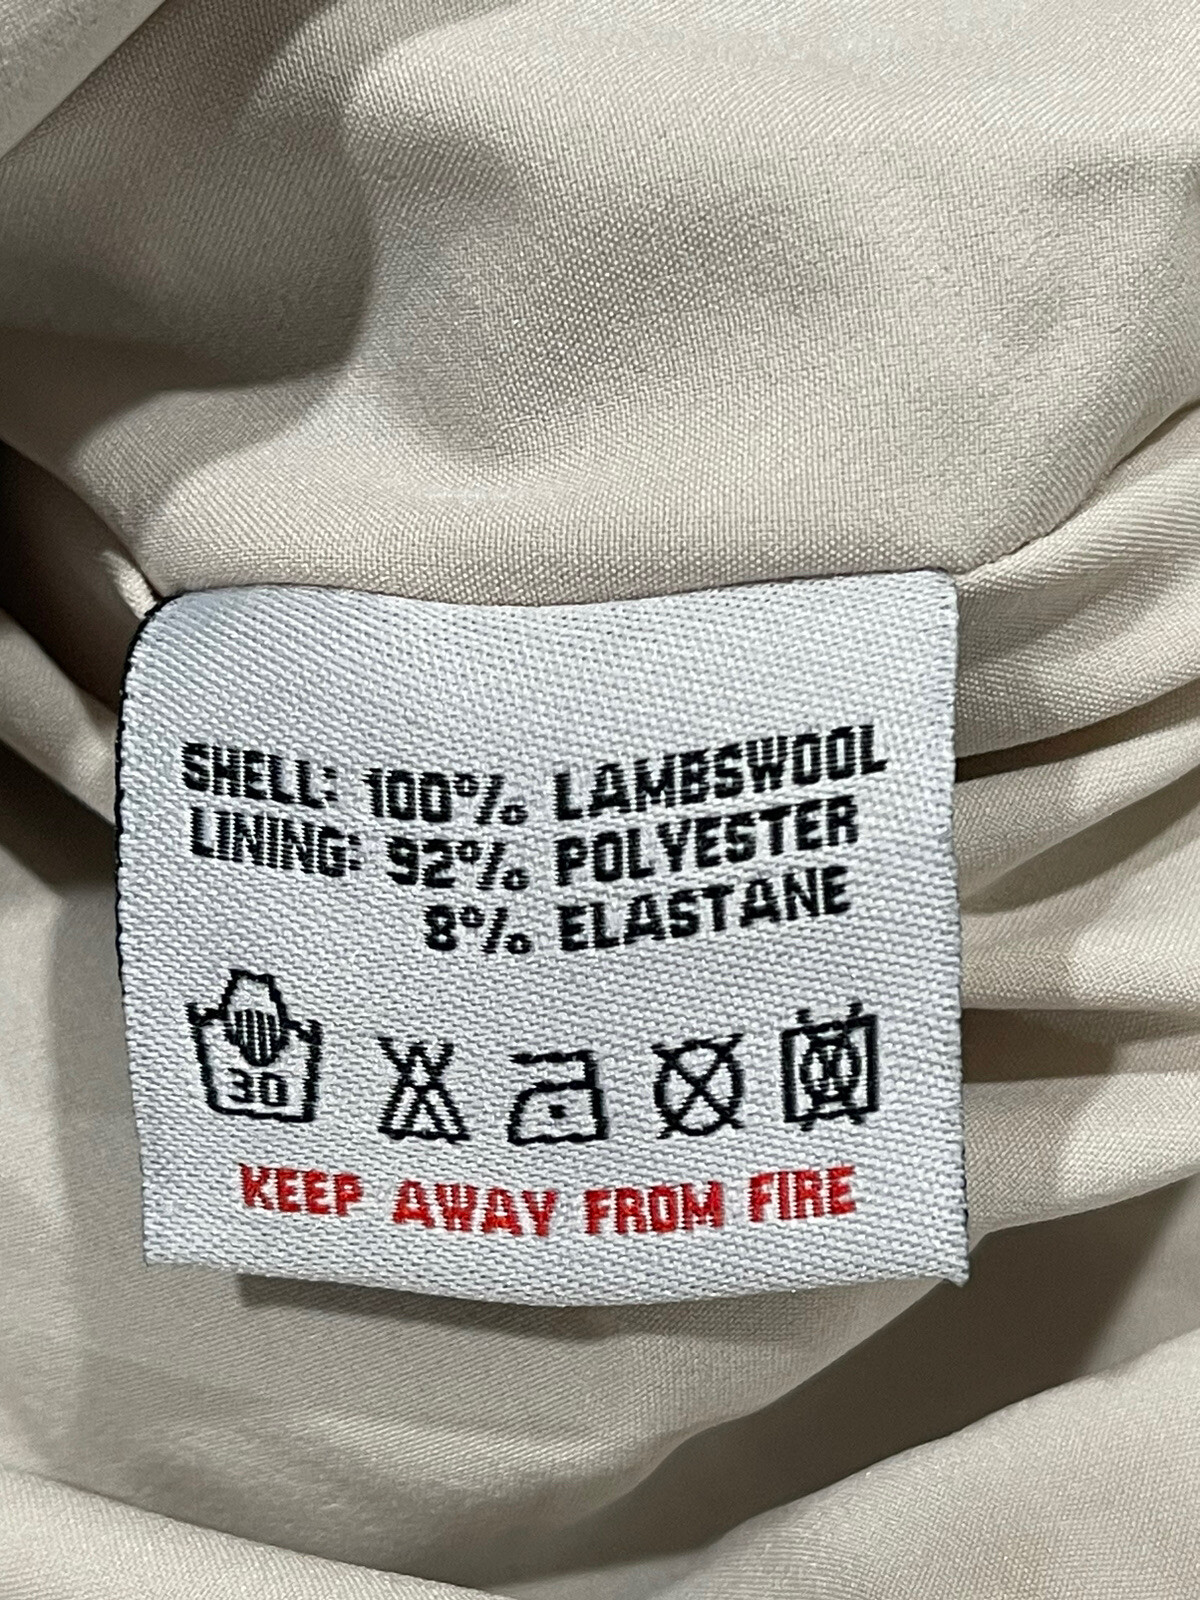 SHELL: 100% LAMBSWOOL
LINING: 92% POLYESTER
8% ELASTANE
30
KEEP AWAY FROM FIRE